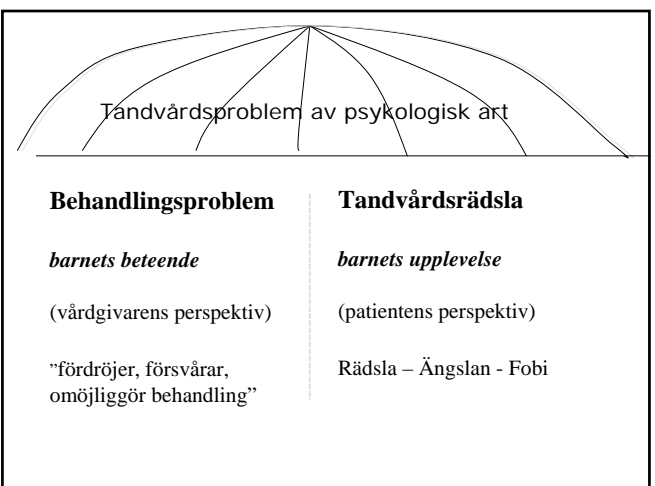 Tandvårdsproblem av psykologisk art
Behandlingsproblem
barnets beteende
(vårdgivarens perspektiv)
”fördröjer, försvårar,
omöjliggör behandling”
Tandvårdsrädsla
barnets upplevelse
(patientens perspektiv)
Rädsla – Ängslan - Fobi